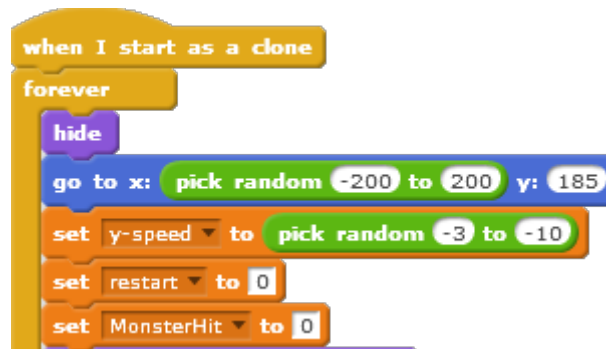 when I start as a clone
forever
hide
go to x: pick random -200 to 200 y: 185
set y-speed to pick random -3 to -10
set restart to 0
set MonsterHit to 0